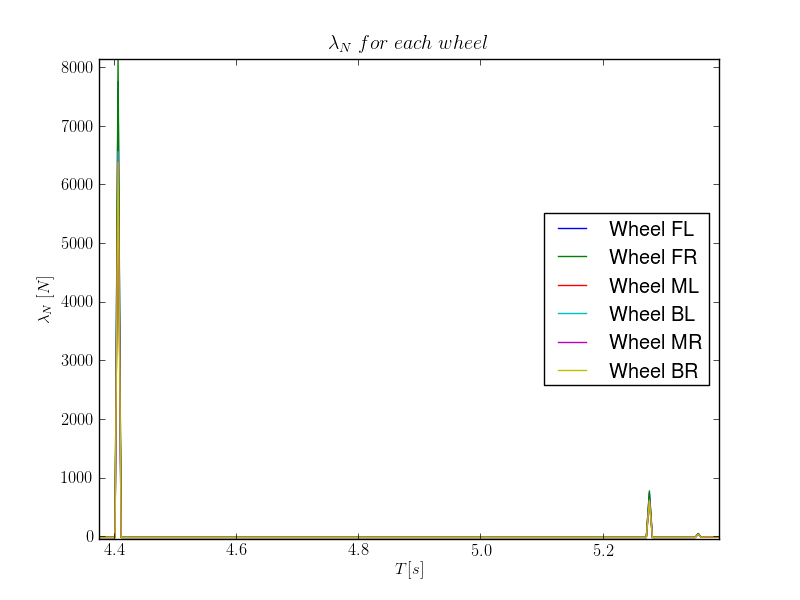 λN for each wheel
8000
7000
6000
5000
4000
3000
2000
1000
0
λN [N]
Wheel FL
Wheel FR
Wheel ML
Wheel BL
Wheel MR
Wheel BR
4.4 4.6 4.8 5.0 5.2
T[s]